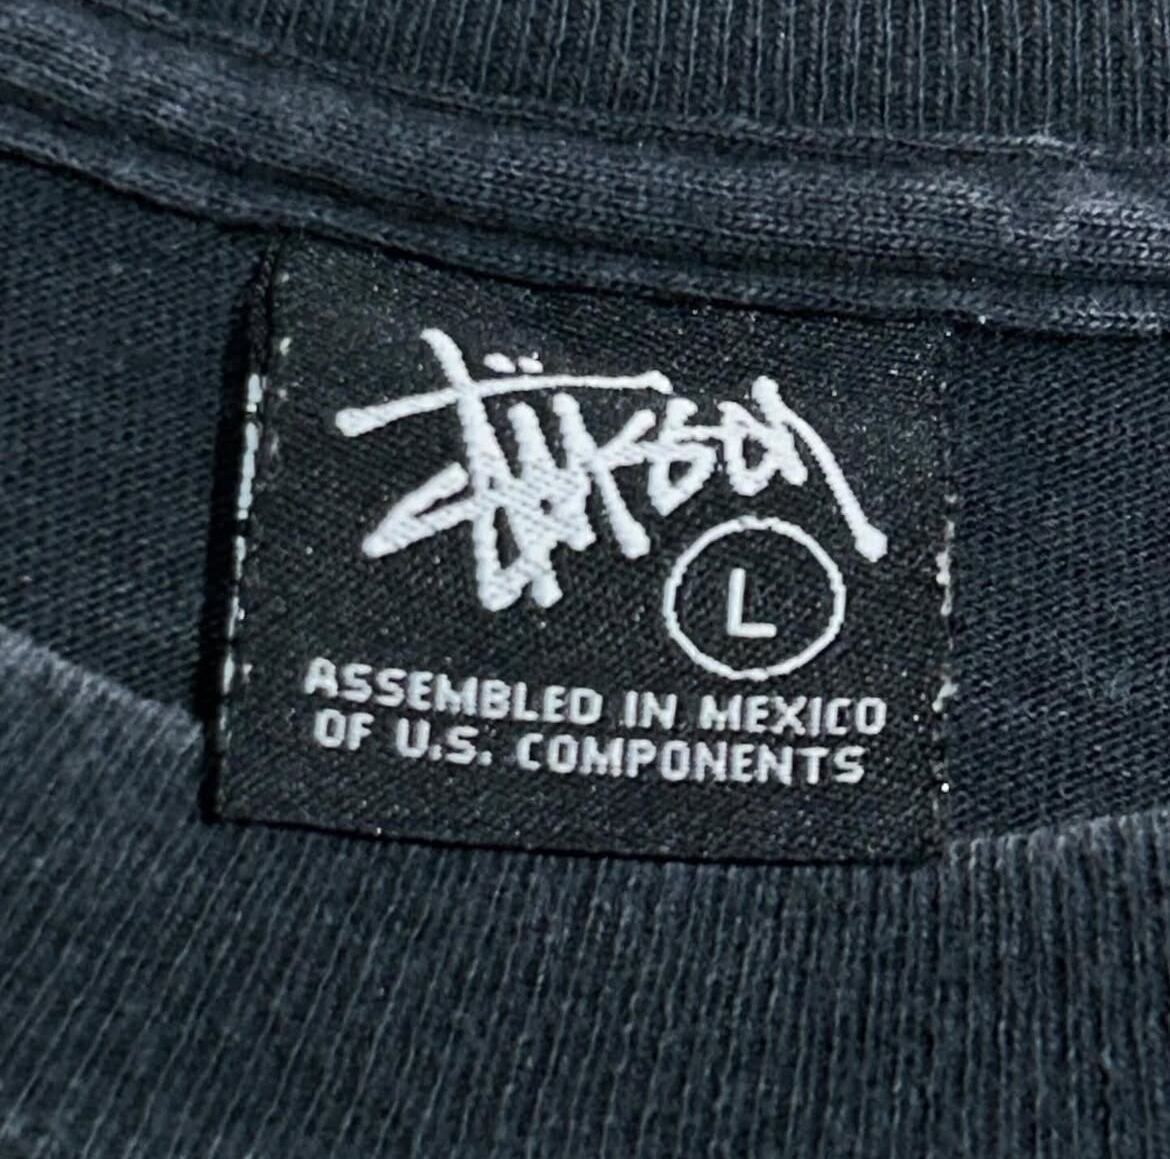 Stüssy
L
ASSEMBLED IN MEXICO
OF U.S. COMPONENTS